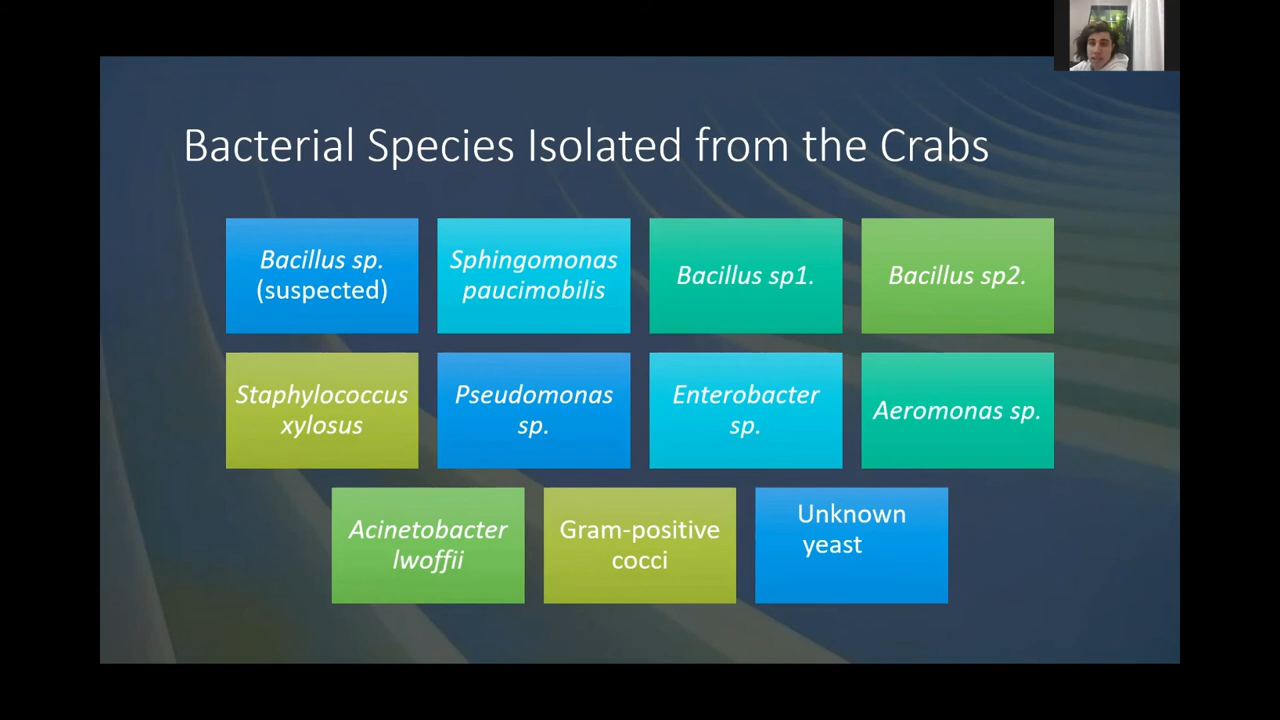 Bacterial Species Isolated from the Crabs
Bacillus sp.
(suspected)
Sphingomonas
paucimobilis
Bacillus sp1.
Bacillus sp2.
Staphylococcus
xylosus
Pseudomonas
sp.
Enterobacter
sp.
Aeromonas sp.
Acinetobacter
lwoffii
Gram-positive
cocci
Unknown
yeast